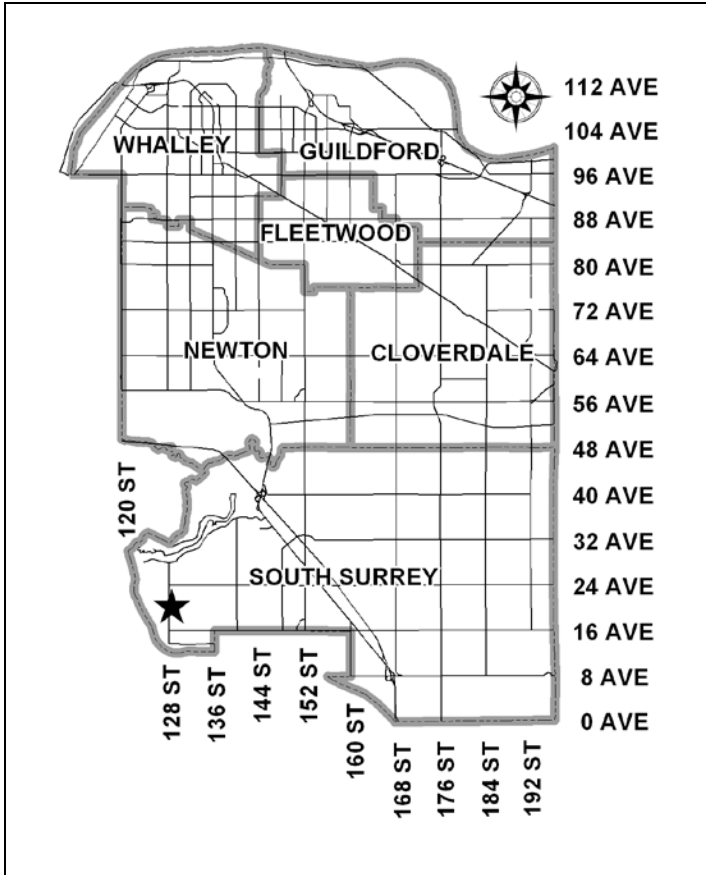 112 AVE
104 AVE
WHALLEY
GUILDFORD
96 AVE
88 AVE
FLEETWOOD
80 AVE
72 AVE
NEWTON
CLOVERDALE
64 AVE
56 AVE
48 AVE
120 ST
40 AVE
32 AVE
SOUTH SURREY
24 AVE
16 AVE
8 AVE
0 AVE
128 ST
136 ST
144 ST
152 ST
160 ST
168 ST
176 ST
184 ST
192 ST